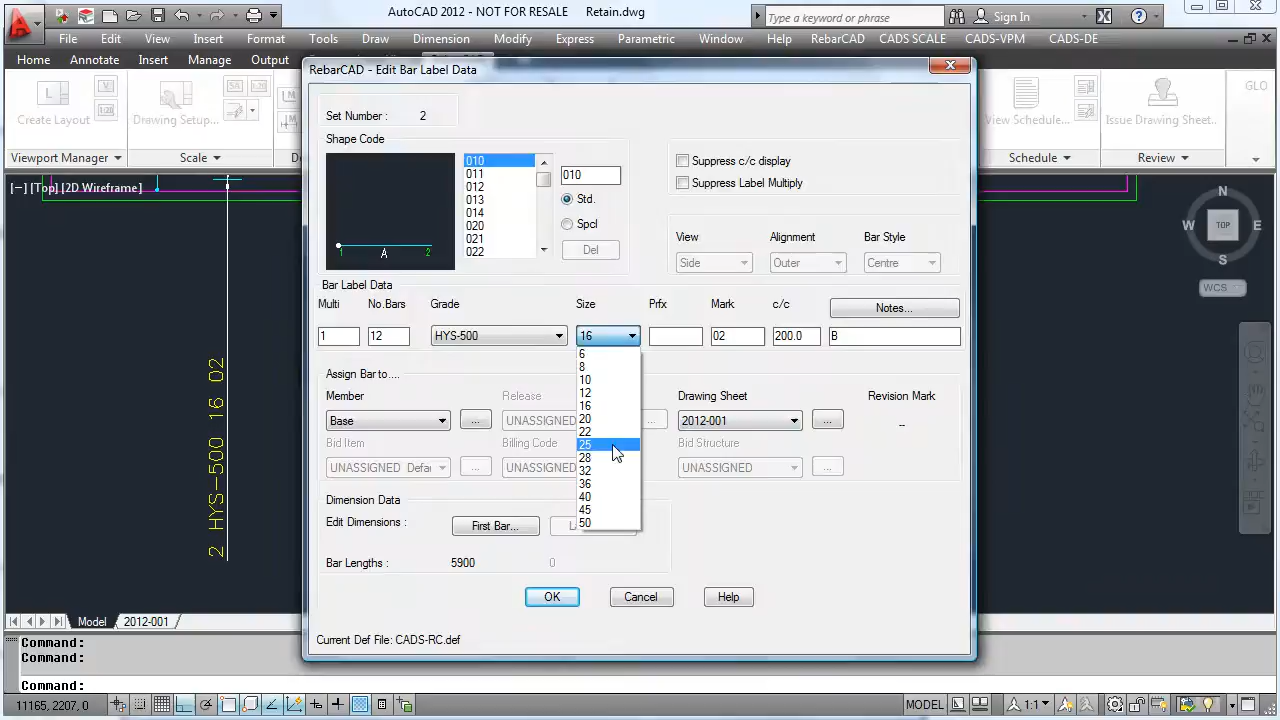 AutoCAD 2012 - NOT FOR RESALE Retain.dwg
Type a keyword or phrase
Sign In
File Edit View Insert Format Tools Draw Dimension Modify Express Parametric Window Help RebarCAD CADS SCALE CADS-VPM CADS-DE
Home Annotate Insert Manage Output
RebarCAD - Edit Bar Label Data
GLO
Create Layout
Drawing Setup...
View Schedule...
Issue Drawing Sheet...
Viewport Manager
Scale
Schedule
Review
[−] [Top] [2D Wireframe]
Set Number : 2
Shape Code
010
011
012
013
014
020
021
022
1 A 2
010
Std.
Spcl
Del
Suppress c/c display
Suppress Label Multiply
View Alignment Bar Style
Side Outer Centre
N
W TOP E
S
WCS
Bar Label Data
Multi No.Bars Grade Size Prfx Mark c/c Notes...
1 12 HYS-500 16 02 200.0 B
6
8
10
12
16
20
22
25
28
32
36
40
45
50
Assign Bar to....
Member Release Drawing Sheet Revision Mark
Base ... UNASSIGNED ... 2012-001 ... --
Bid Item Billing Code Bid Structure
UNASSIGNED ... UNASSIGNED UNASSIGNED ...
Dimension Data
Edit Dimensions : First Bar...
Bar Lengths : 5900 0
OK Cancel Help
Current Def File: CADS-RC.def
2 HYS-500 16 02
Model 2012-001
Command:
Command:
Command:
11165, 2207, 0
MODEL
1:1